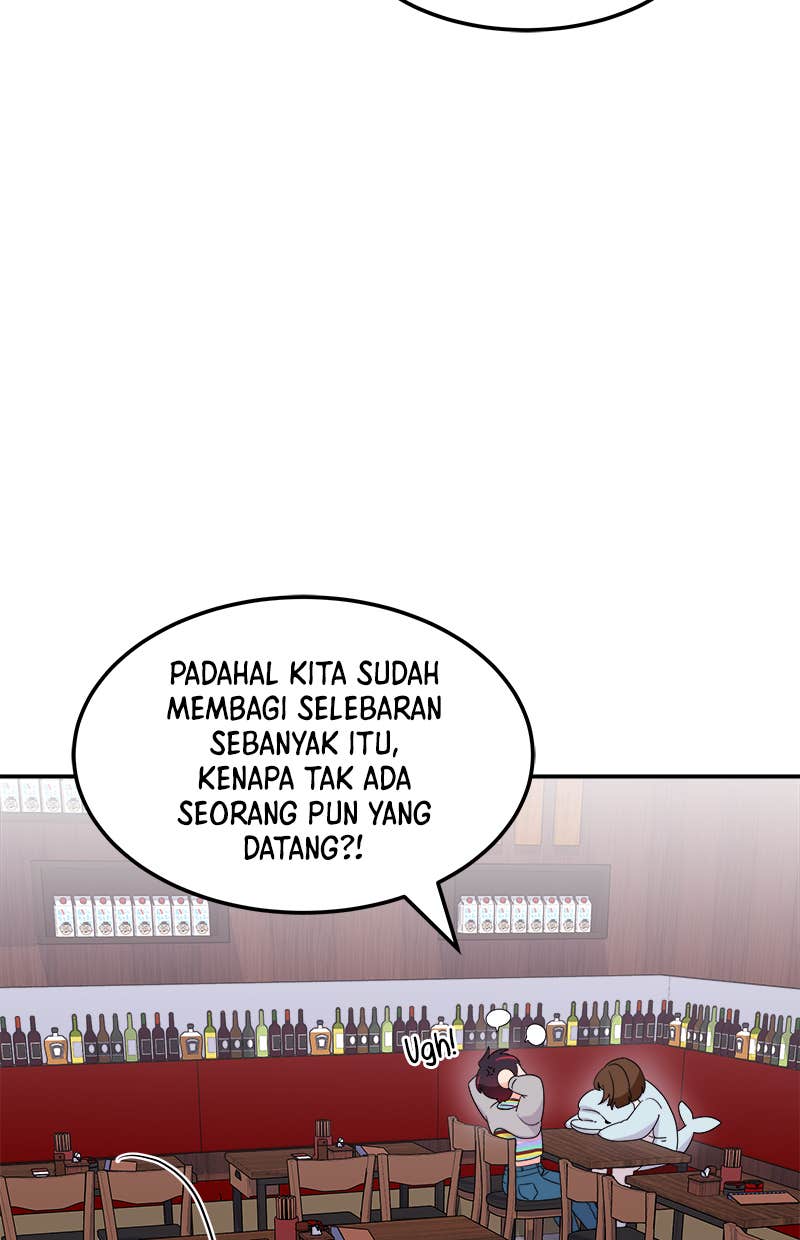 PADAHAL KITA SUDAH
MEMBAGI SELEBARAN
SEBANYAK ITU,
KENAPA TAK ADA
SEORANG PUN YANG
DATANG?!
Ugh!